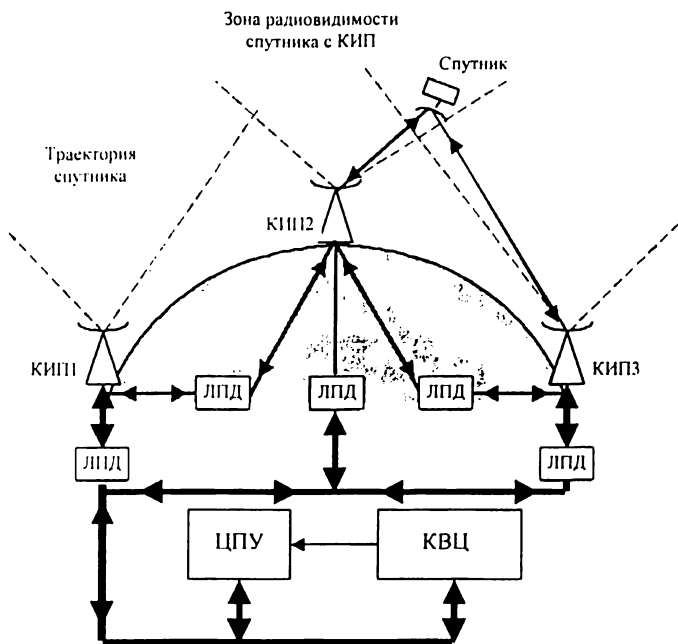 Зона радиовидимости
спутника с КИП
Спутник
Траектория
спутника
КИП2
КИП1
КИП3
ЛПД
ЛПД
ЛПД
ЛПД
ЛПД
ЦПУ
КВЦ